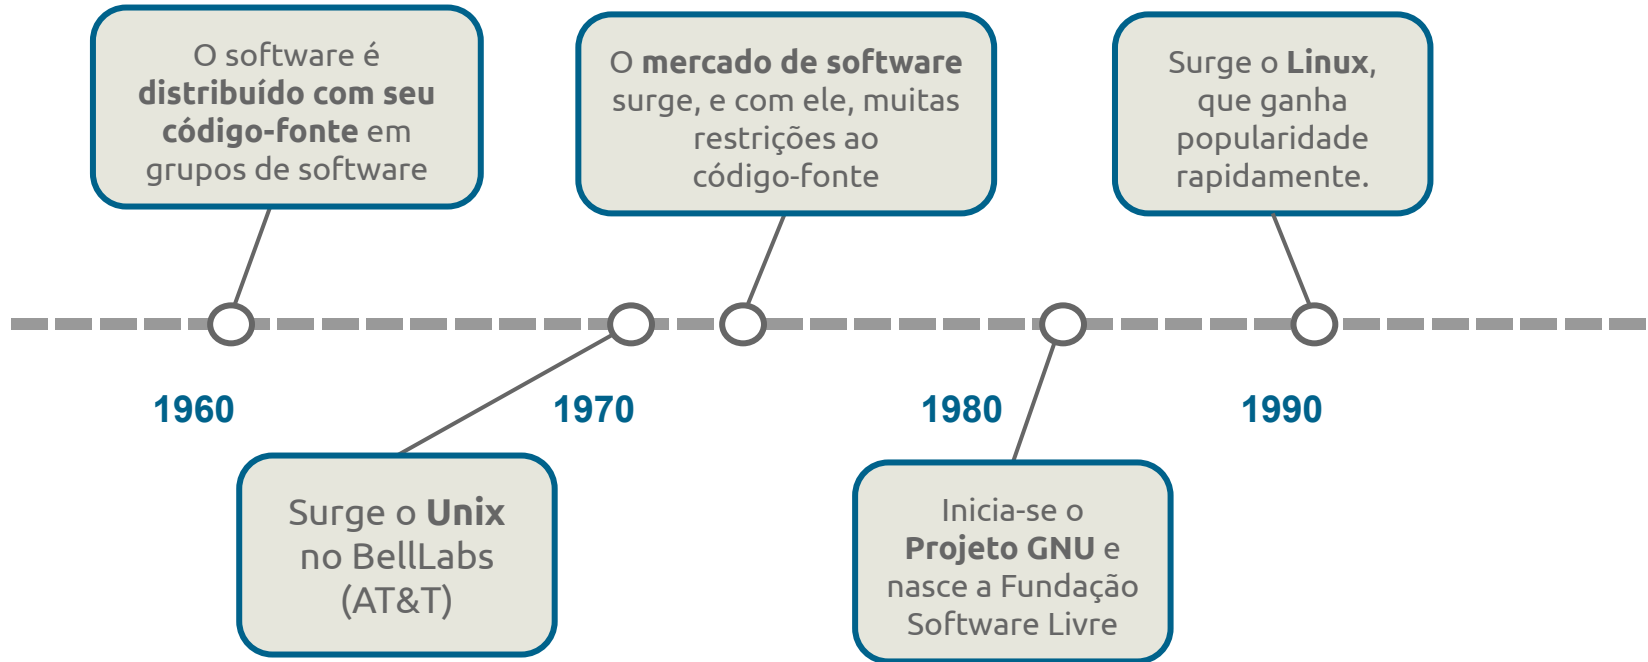 O software é
distribuído com seu
código-fonte em
grupos de software
O mercado de software
surge, e com ele, muitas
restrições ao
código-fonte
Surge o Linux,
que ganha
popularidade
rapidamente.
1960
1970
1980
1990
Surge o Unix
no BellLabs
(AT&T)
Inicia-se o
Projeto GNU e
nasce a Fundação
Software Livre